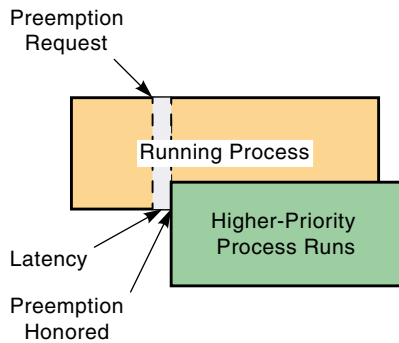 Preemption
Request
Running Process
Higher-Priority
Process Runs
Latency
Preemption
Honored